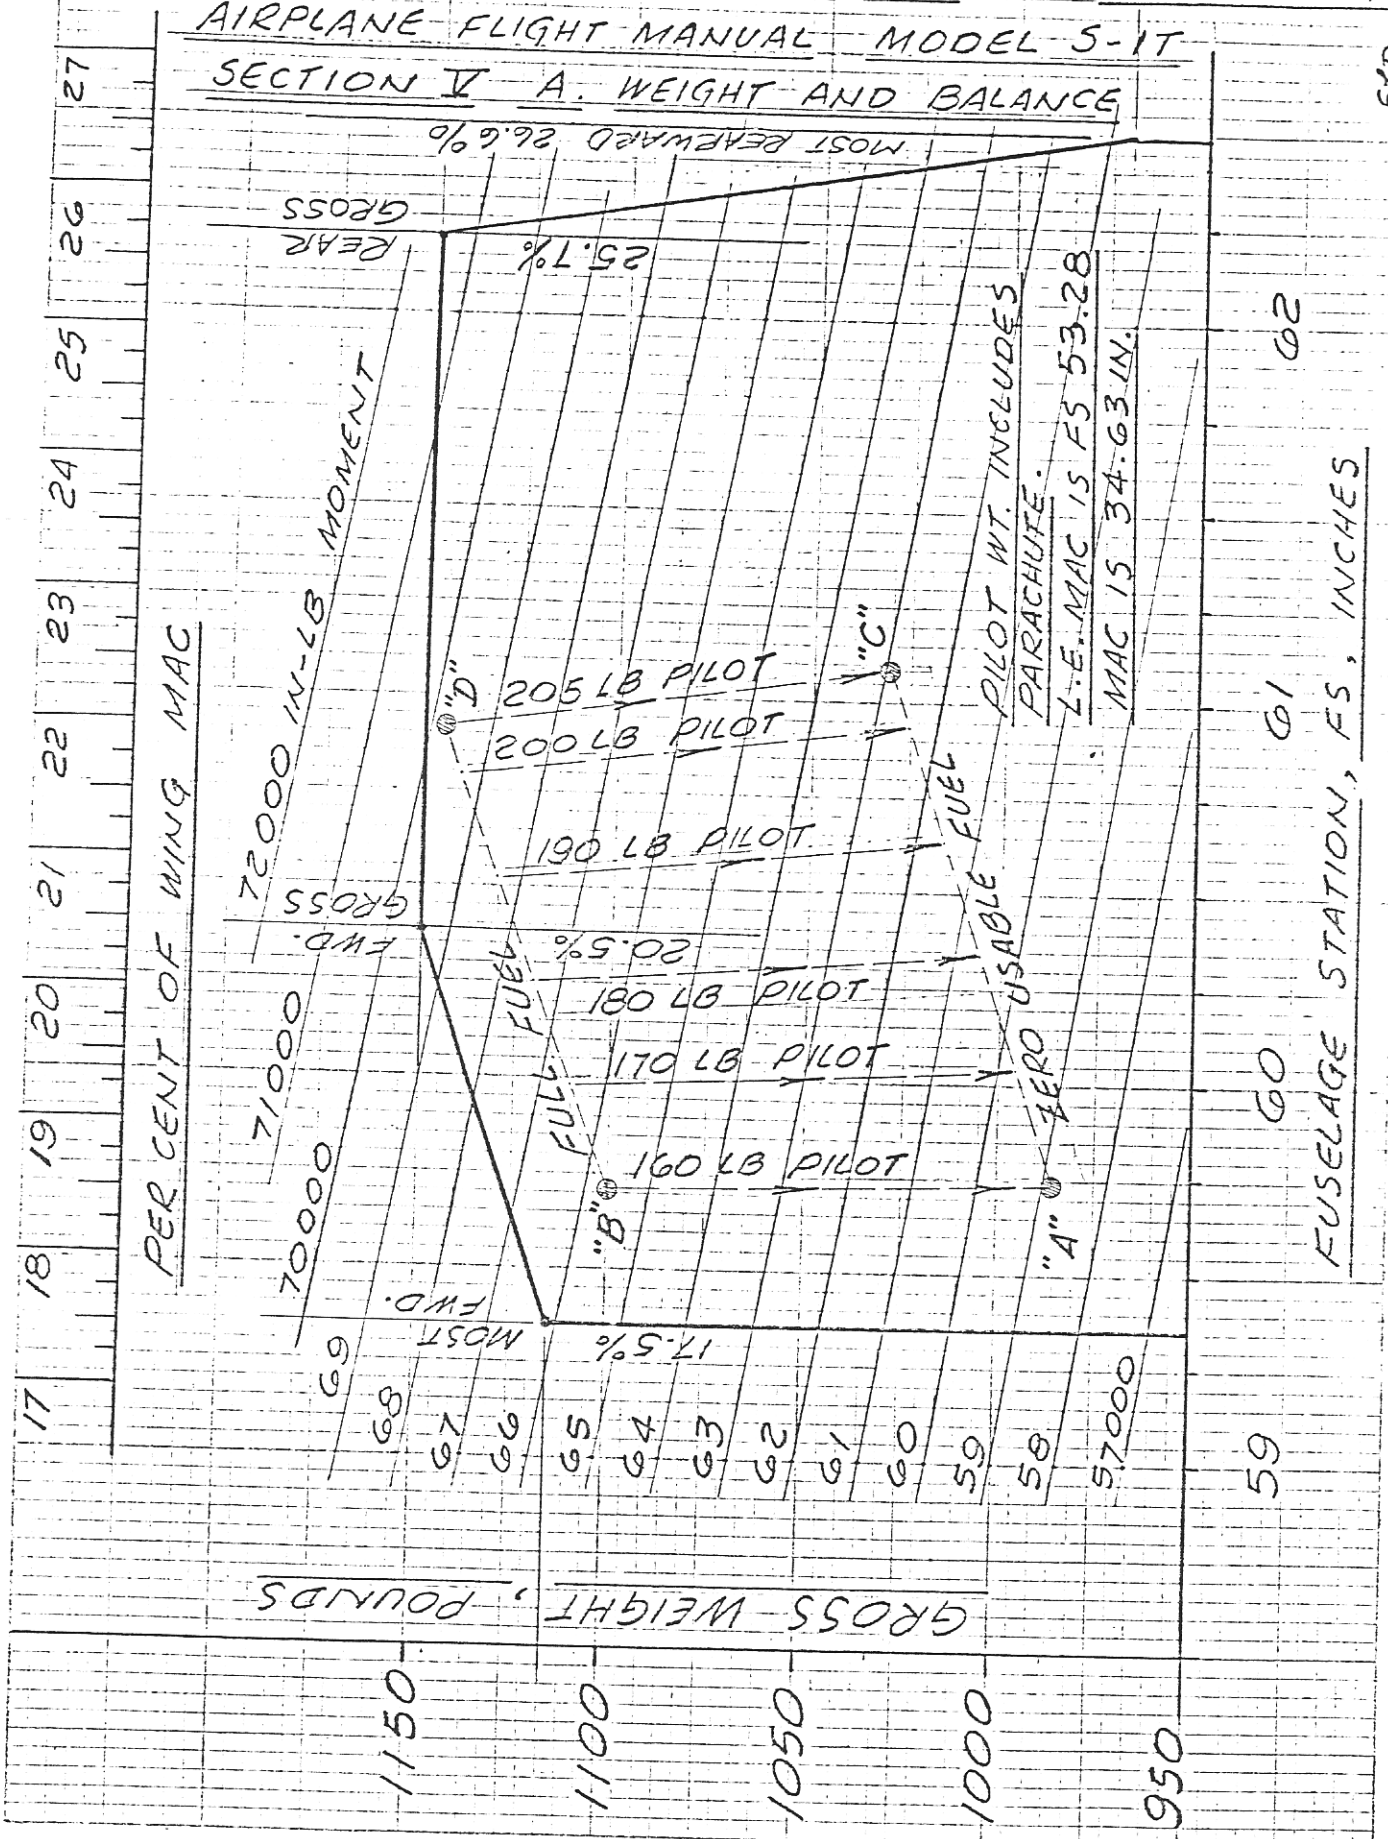 AIRPLANE FLIGHT MANUAL MODEL S-1T
SECTION V A. WEIGHT AND BALANCE
17 18 19 20 21 22 23 24 25 26 27
PER CENT OF WING MAC
72000 IN-LB MOMENT
71000
70000
69
68
67
66
65
64
63
62
61
60
59
58
57000
MOST FWD.
17.5%
FWD. GROSS
20.5%
REAR GROSS
25.7%
MOST REARWARD 26.6%
FULL FUEL
ZERO USABLE FUEL
"A"
"B"
"C"
"D"
160 LB PILOT
170 LB PILOT
180 LB PILOT
190 LB PILOT
200 LB PILOT
205 LB PILOT
PILOT WT. INCLUDES
PARACHUTE.
L.E. MAC IS FS 53.28
MAC IS 34.63 IN.
GROSS WEIGHT, POUNDS
1150
1100
1050
1000
950
59 60 61 62
FUSELAGE STATION, FS, INCHES